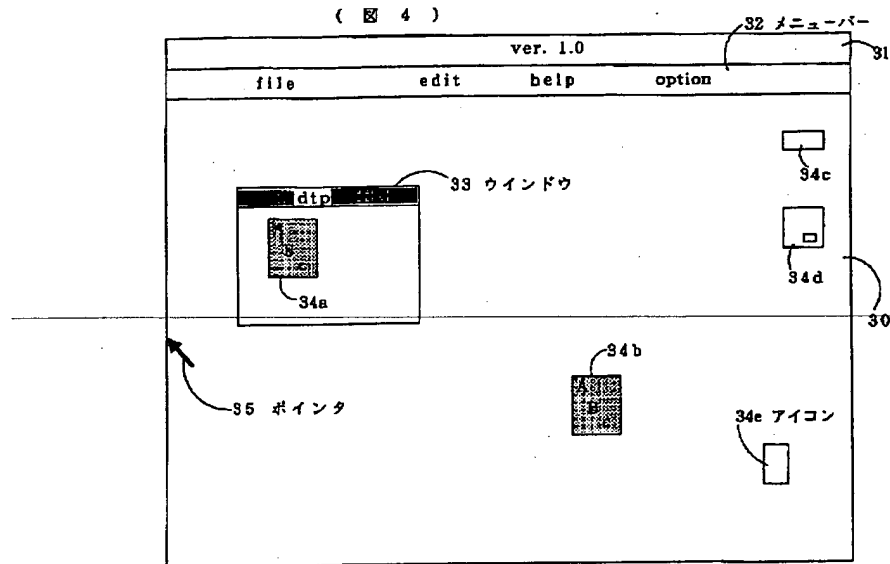 ( 図 4 )
32 メニューバー
ver. 1.0
31
file edit help option
34c
33 ウインドウ
dtp
34d
34a
30
34b
A
B
35 ポインタ
34e アイコン